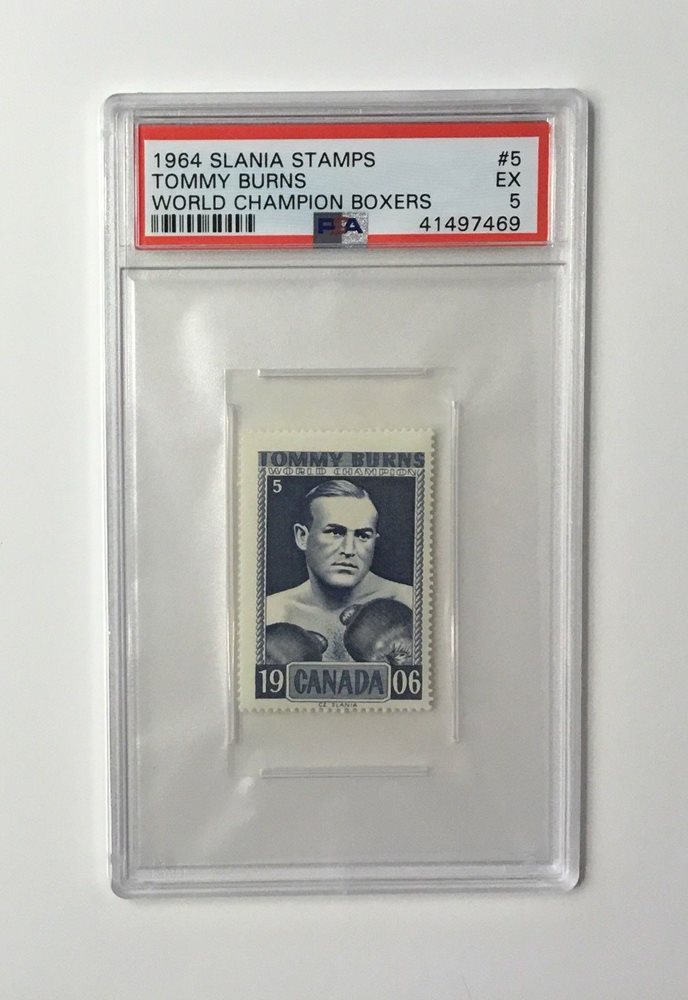 1964 SLANIA STAMPS #5
TOMMY BURNS EX
WORLD CHAMPION BOXERS 5
PSA 41497469
TOMMY BURNS
WORLD CHAMPION
5
19 CANADA 06
CZ. SLANIA